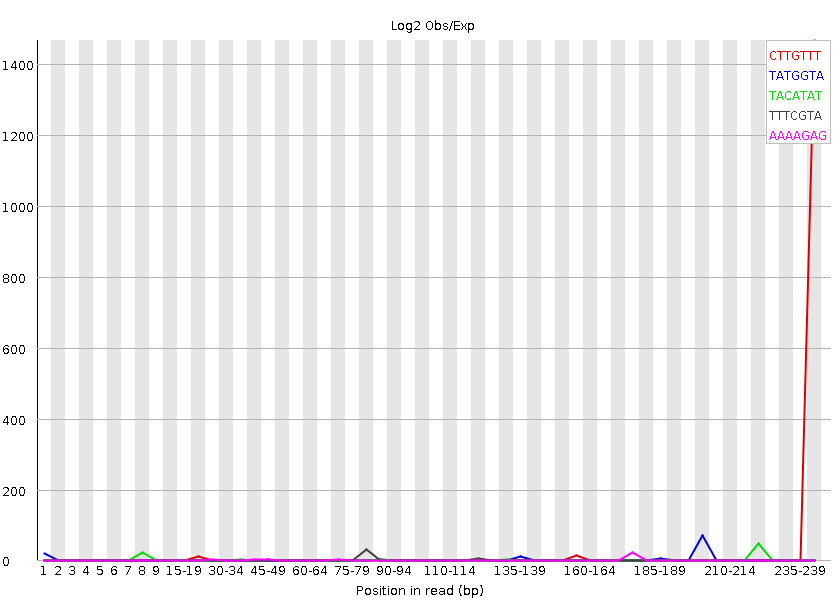 Log2 Obs/Exp
CTTGTTT
TATGGTA
TACATAT
TTTCGTA
AAAAGAG
1400
1200
1000
800
600
400
200
0
1 2 3 4 5 6 7 8 9 15-19 30-34 45-49 60-64 75-79 90-94 110-114 135-139 160-164 185-189 210-214 235-239
Position in read (bp)